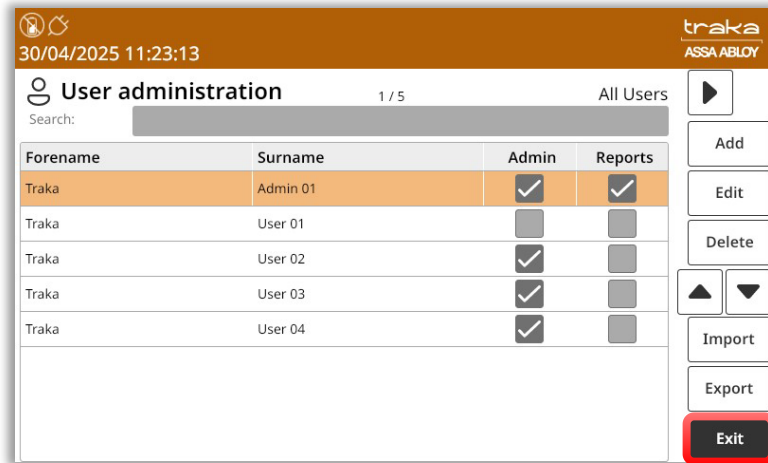 traka
30/04/2025 11:23:13
ASSA ABLOY
User administration 1 / 5 All Users
Search:
Add
Forename Surname Admin Reports
Traka Admin 01
Edit
Traka User 01
Delete
Traka User 02
Traka User 03
Traka User 04
Import
Export
Exit